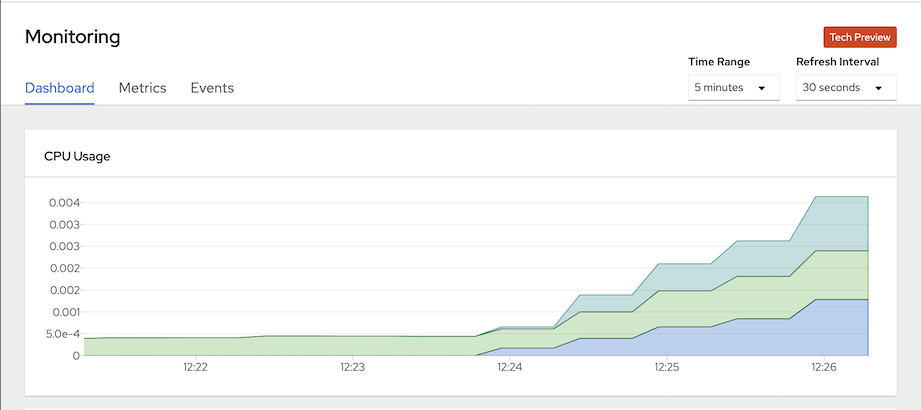 Monitoring
Tech Preview
Time Range
Refresh Interval
Dashboard
Metrics
Events
5 minutes
30 seconds
CPU Usage
0.004
0.003
0.003
0.002
0.002
0.001
5.0e-4
0
12:22
12:23
12:24
12:25
12:26